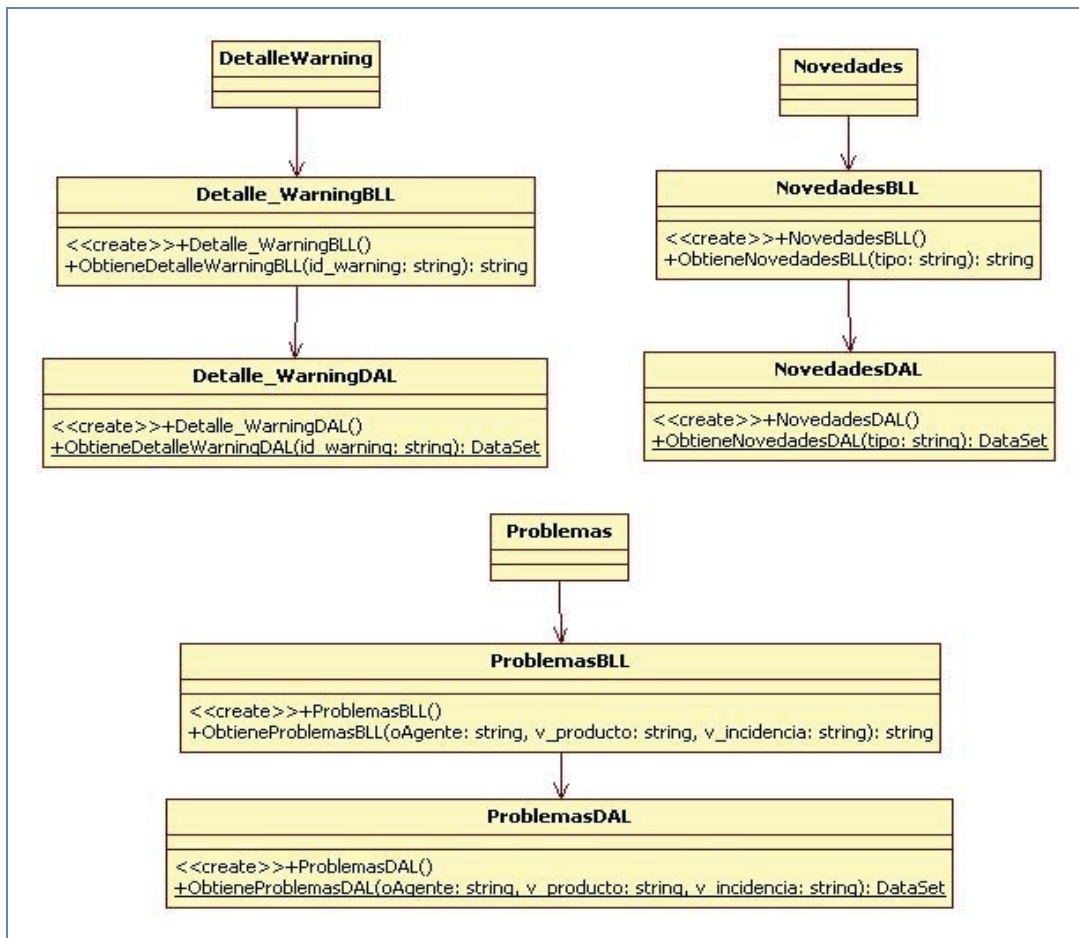 DetalleWarning
Detalle_WarningBLL
<<create>>+Detalle_WarningBLL()
+ObtieneDetalleWarningBLL(id_warning: string): string
Detalle_WarningDAL
<<create>>+Detalle_WarningDAL()
+ObtieneDetalleWarningDAL(id_warning: string): DataSet
Novedades
NovedadesBLL
<<create>>+NovedadesBLL()
+ObtieneNovedadesBLL(tipo: string): string
NovedadesDAL
<<create>>+NovedadesDAL()
+ObtieneNovedadesDAL(tipo: string): DataSet
Problemas
ProblemasBLL
<<create>>+ProblemasBLL()
+ObtieneProblemasBLL(oAgente: string, v_producto: string, v_incidencia: string): string
ProblemasDAL
<<create>>+ProblemasDAL()
+ObtieneProblemasDAL(oAgente: string, v_producto: string, v_incidencia: string): DataSet